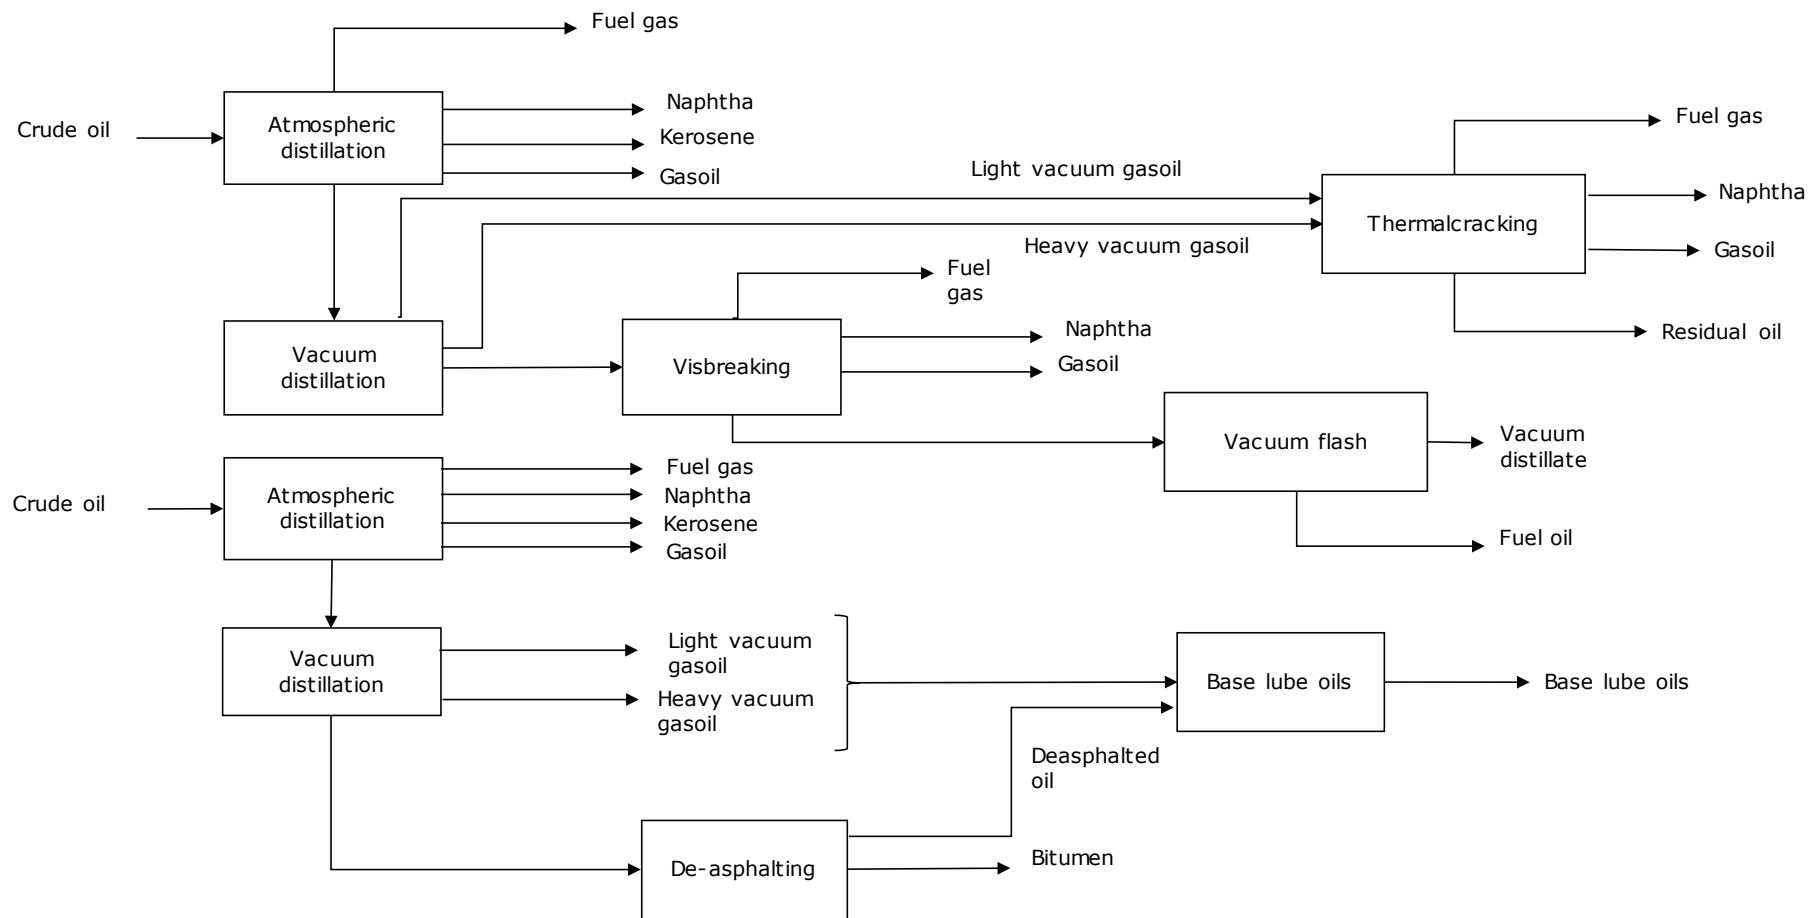 Fuel gas
Crude oil
Atmospheric
distillation
Naphtha
Kerosene
Gasoil
Light vacuum gasoil
Heavy vacuum gasoil
Thermalcracking
Fuel gas
Naphtha
Gasoil
Residual oil
Vacuum
distillation
Visbreaking
Fuel
gas
Naphtha
Gasoil
Vacuum flash
Vacuum
distillate
Fuel oil
Crude oil
Atmospheric
distillation
Fuel gas
Naphtha
Kerosene
Gasoil
Vacuum
distillation
Light vacuum
gasoil
Heavy vacuum
gasoil
Base lube oils
Base lube oils
Deasphalted
oil
De-asphalting
Bitumen